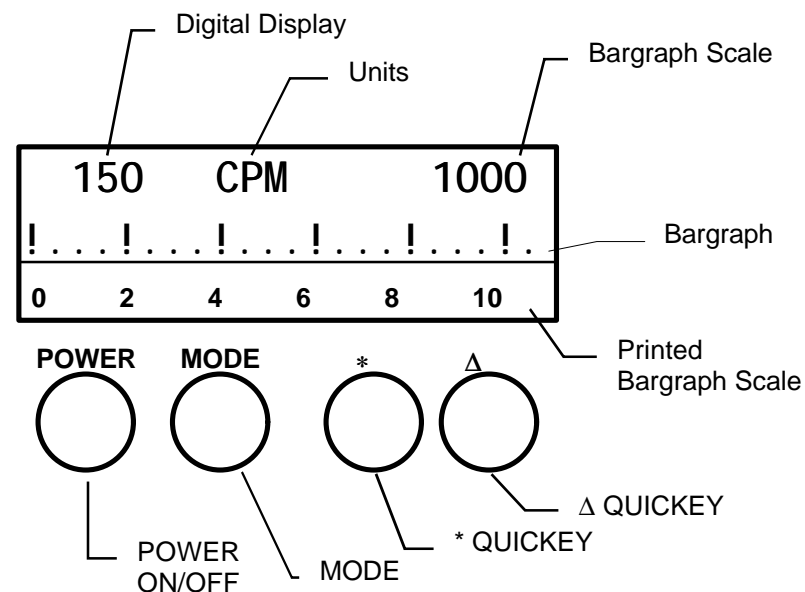 Digital Display
Bargraph Scale
Units
150 CPM 1000
! . . . ! . . . ! . . . ! . . . ! . . . ! .
Bargraph
0 2 4 6 8 10
Printed
Bargraph Scale
POWER MODE * Δ
Δ QUICKEY
* QUICKEY
POWER
ON/OFF
MODE